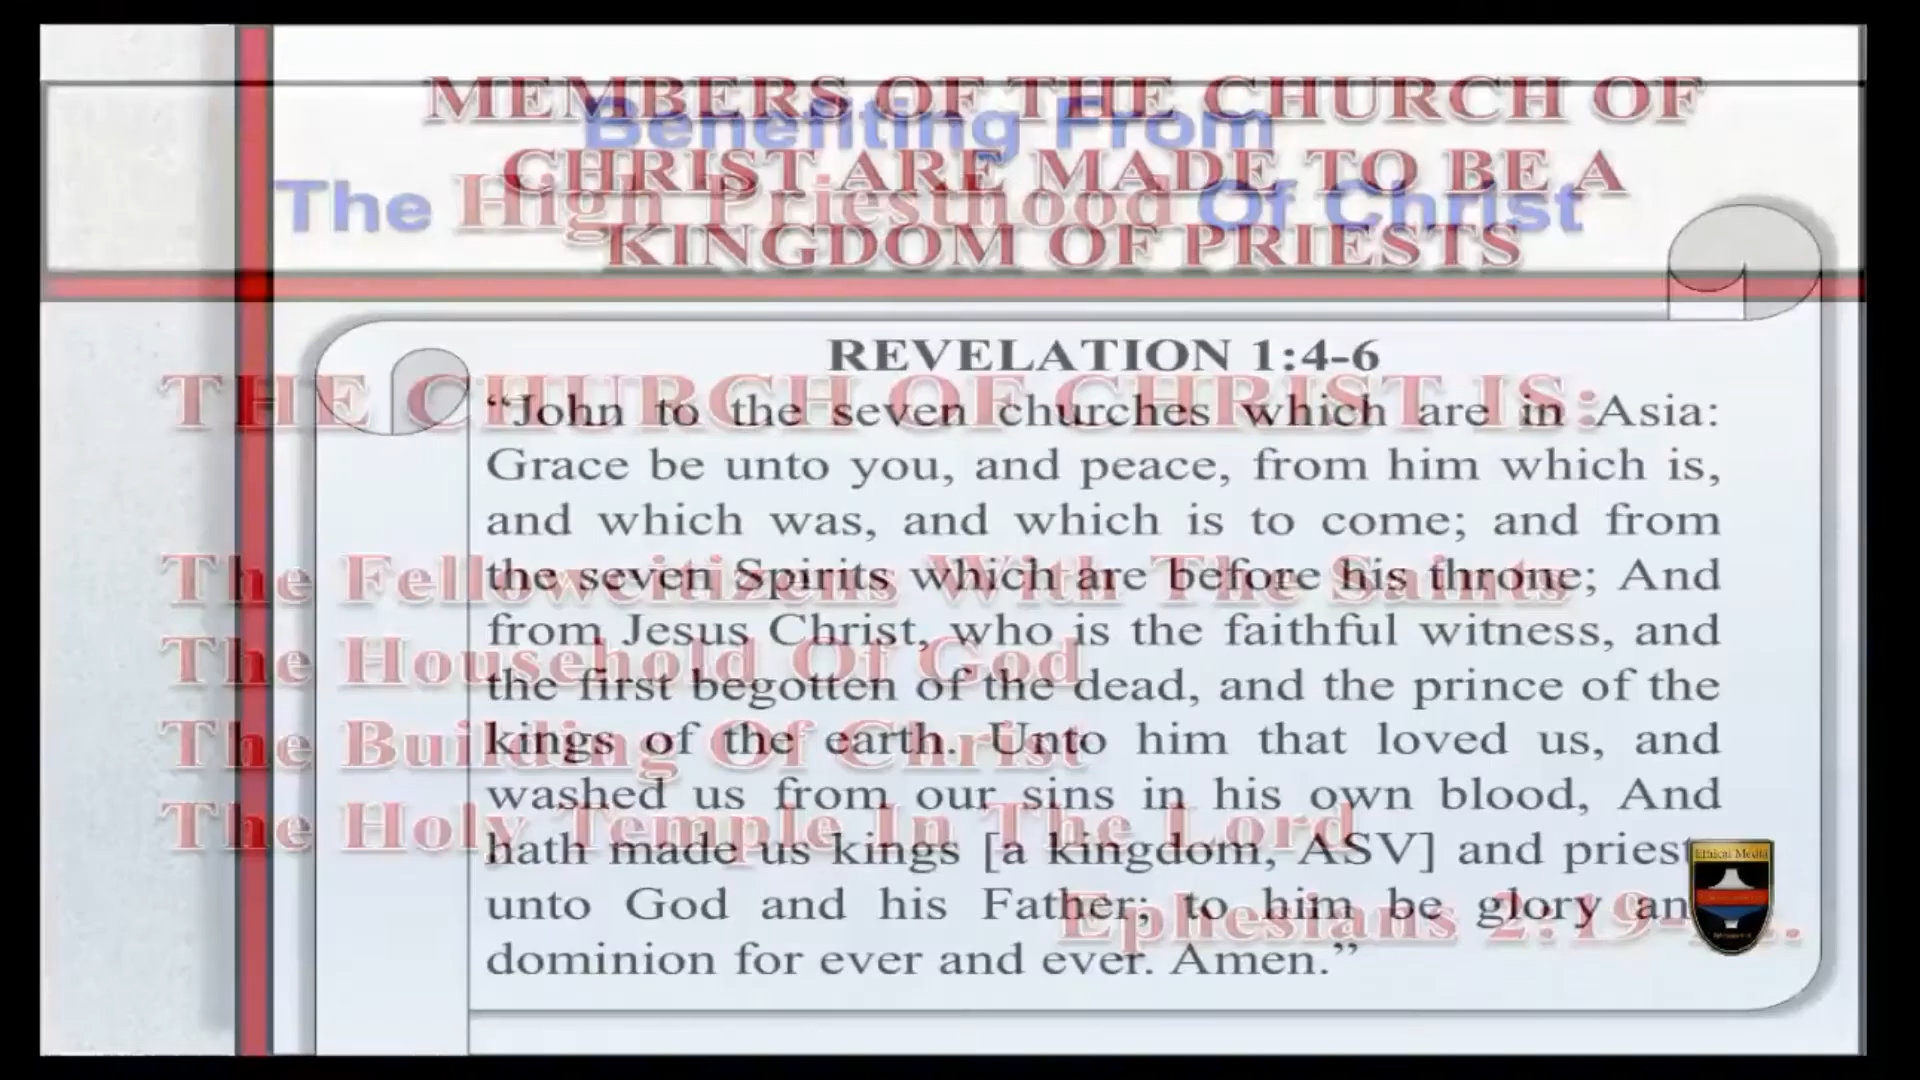 MEMBERS OF THE CHURCH OF
CHRIST ARE MADE TO BE A
KINGDOM OF PRIESTS
REVELATION 1:4-6
“John to the seven churches which are in Asia:
Grace be unto you, and peace, from him which is,
and which was, and which is to come; and from
the seven Spirits which are before his throne; And
from Jesus Christ, who is the faithful witness, and
the first begotten of the dead, and the prince of the
kings of the earth. Unto him that loved us, and
washed us from our sins in his own blood, And
hath made us kings [a kingdom, ASV] and priest
unto God and his Father; to him be glory an
dominion for ever and ever. Amen.”
Benefiting From
The High Priesthood Of Christ
THE CHURCH OF CHRIST IS:
The Fellowcitizens With The Saints
The Household Of God
The Building Of Christ
The Holy Temple In The Lord
Ephesians 2:19-
Ethical Media